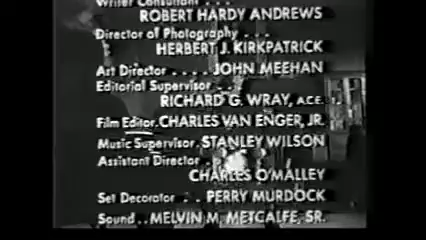 Writer Consultant . . .
ROBERT HARDY ANDREWS
Director of Photography . . .
HERBERT J. KIRKPATRICK
Art Director . . . . JOHN MEEHAN
Editorial Supervisor . . .
RICHARD G. WRAY, A.C.E.
Film Editor. CHARLES VAN ENGER, JR.
Music Supervisor. STANLEY WILSON
Assistant Director . .
CHARLES O'MALLEY
Set Decorator . . PERRY MURDOCK
Sound . . MELVIN M. METCALFE, SR.